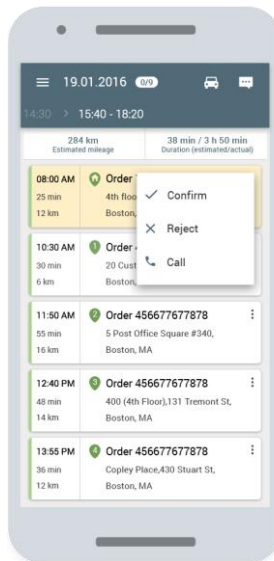 19.01.2016 0/9
14:30 > 15:40 - 18:20
284 km
Estimated mileage
38 min / 3 h 50 min
Duration (estimated/actual)
08:00 AM
25 min
12 km
Order
4th floo
Boston,
Confirm
Reject
Call
10:30 AM
30 min
6 km
1 Order
20 Cust
Boston,
11:50 AM
55 min
16 km
2 Order 456677677878
5 Post Office Square #340,
Boston, MA
12:40 PM
48 min
14 km
3 Order 456677677878
400 (4th Floor),131 Tremont St,
Boston, MA
13:55 PM
36 min
12 km
4 Order 456677677878
Copley Place,430 Stuart St,
Boston, MA